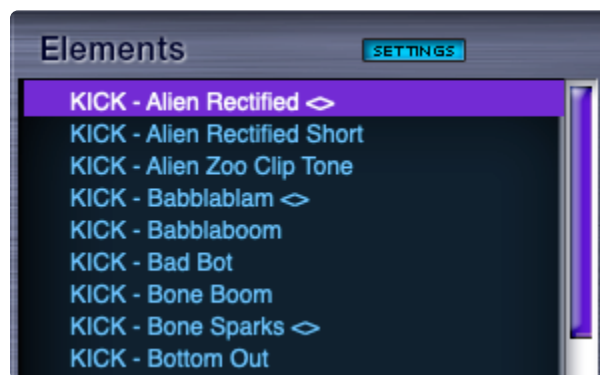 Elements
SETTINGS
KICK - Alien Rectified <>
KICK - Alien Rectified Short
KICK - Alien Zoo Clip Tone
KICK - Babblablam <>
KICK - Babblaboom
KICK - Bad Bot
KICK - Bone Boom
KICK - Bone Sparks <>
KICK - Bottom Out